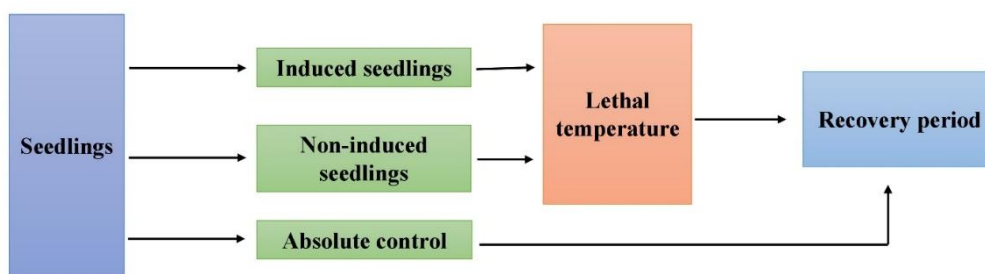 Seedlings
Induced seedlings
Non-induced
seedlings
Absolute control
Lethal
temperature
Recovery period